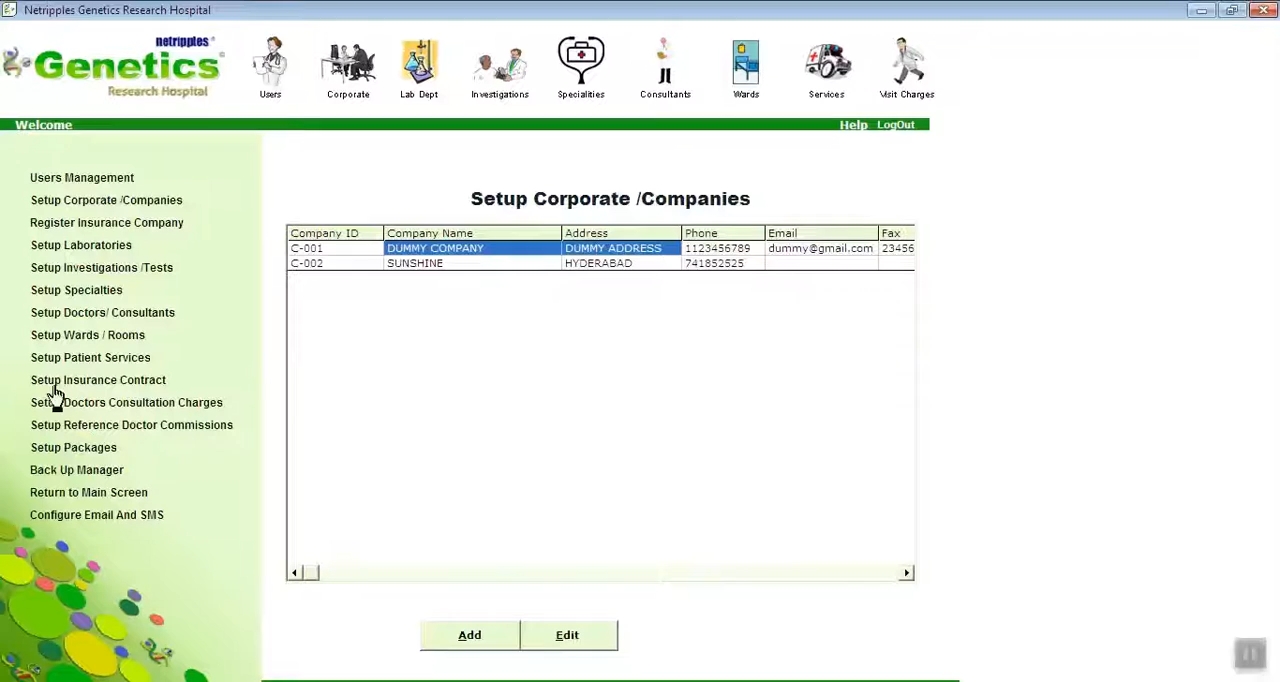 Netripples Genetics Research Hospital
netripples
Genetics
Research Hospital
Users
Corporate
Lab Dept
Investigations
Specialities
Consultants
Wards
Services
Visit Charges
Welcome
Help LogOut
Users Management
Setup Corporate /Companies
Register Insurance Company
Setup Laboratories
Setup Investigations /Tests
Setup Specialties
Setup Doctors/ Consultants
Setup Wards / Rooms
Setup Patient Services
Setup Insurance Contract
Setup Doctors Consultation Charges
Setup Reference Doctor Commissions
Setup Packages
Back Up Manager
Return to Main Screen
Configure Email And SMS
Setup Corporate /Companies
Company ID Company Name Address Phone Email Fax
C-001 DUMMY COMPANY DUMMY ADDRESS 1123456789 dummy@gmail.com 23456
C-002 SUNSHINE HYDERABAD 741852525
Add Edit